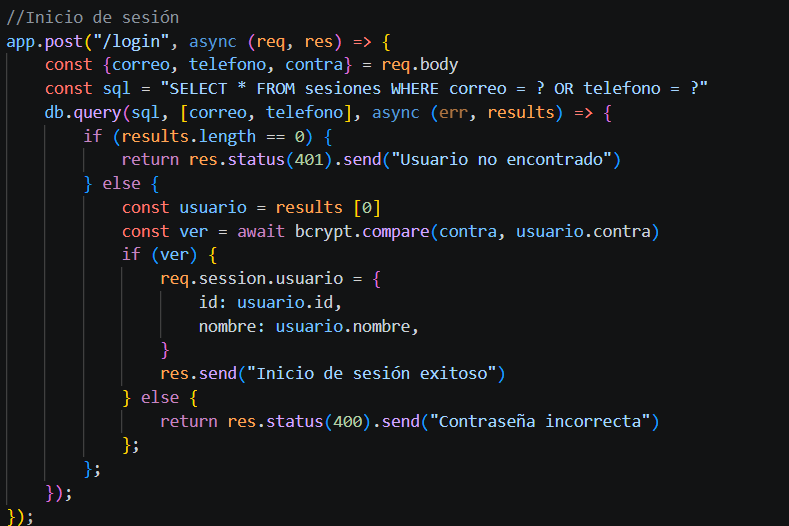 //Inicio de sesión
app.post("/login", async (req, res) => {
    const {correo, telefono, contra} = req.body
    const sql = "SELECT * FROM sesiones WHERE correo = ? OR telefono = ?"
    db.query(sql, [correo, telefono], async (err, results) => {
        if (results.length == 0) {
            return res.status(401).send("Usuario no encontrado")
        } else {
            const usuario = results [0]
            const ver = await bcrypt.compare(contra, usuario.contra)
            if (ver) {
                req.session.usuario = {
                    id: usuario.id,
                    nombre: usuario.nombre,
                }
                res.send("Inicio de sesión exitoso")
            } else {
                return res.status(400).send("Contraseña incorrecta")
            };
        };
    });
});